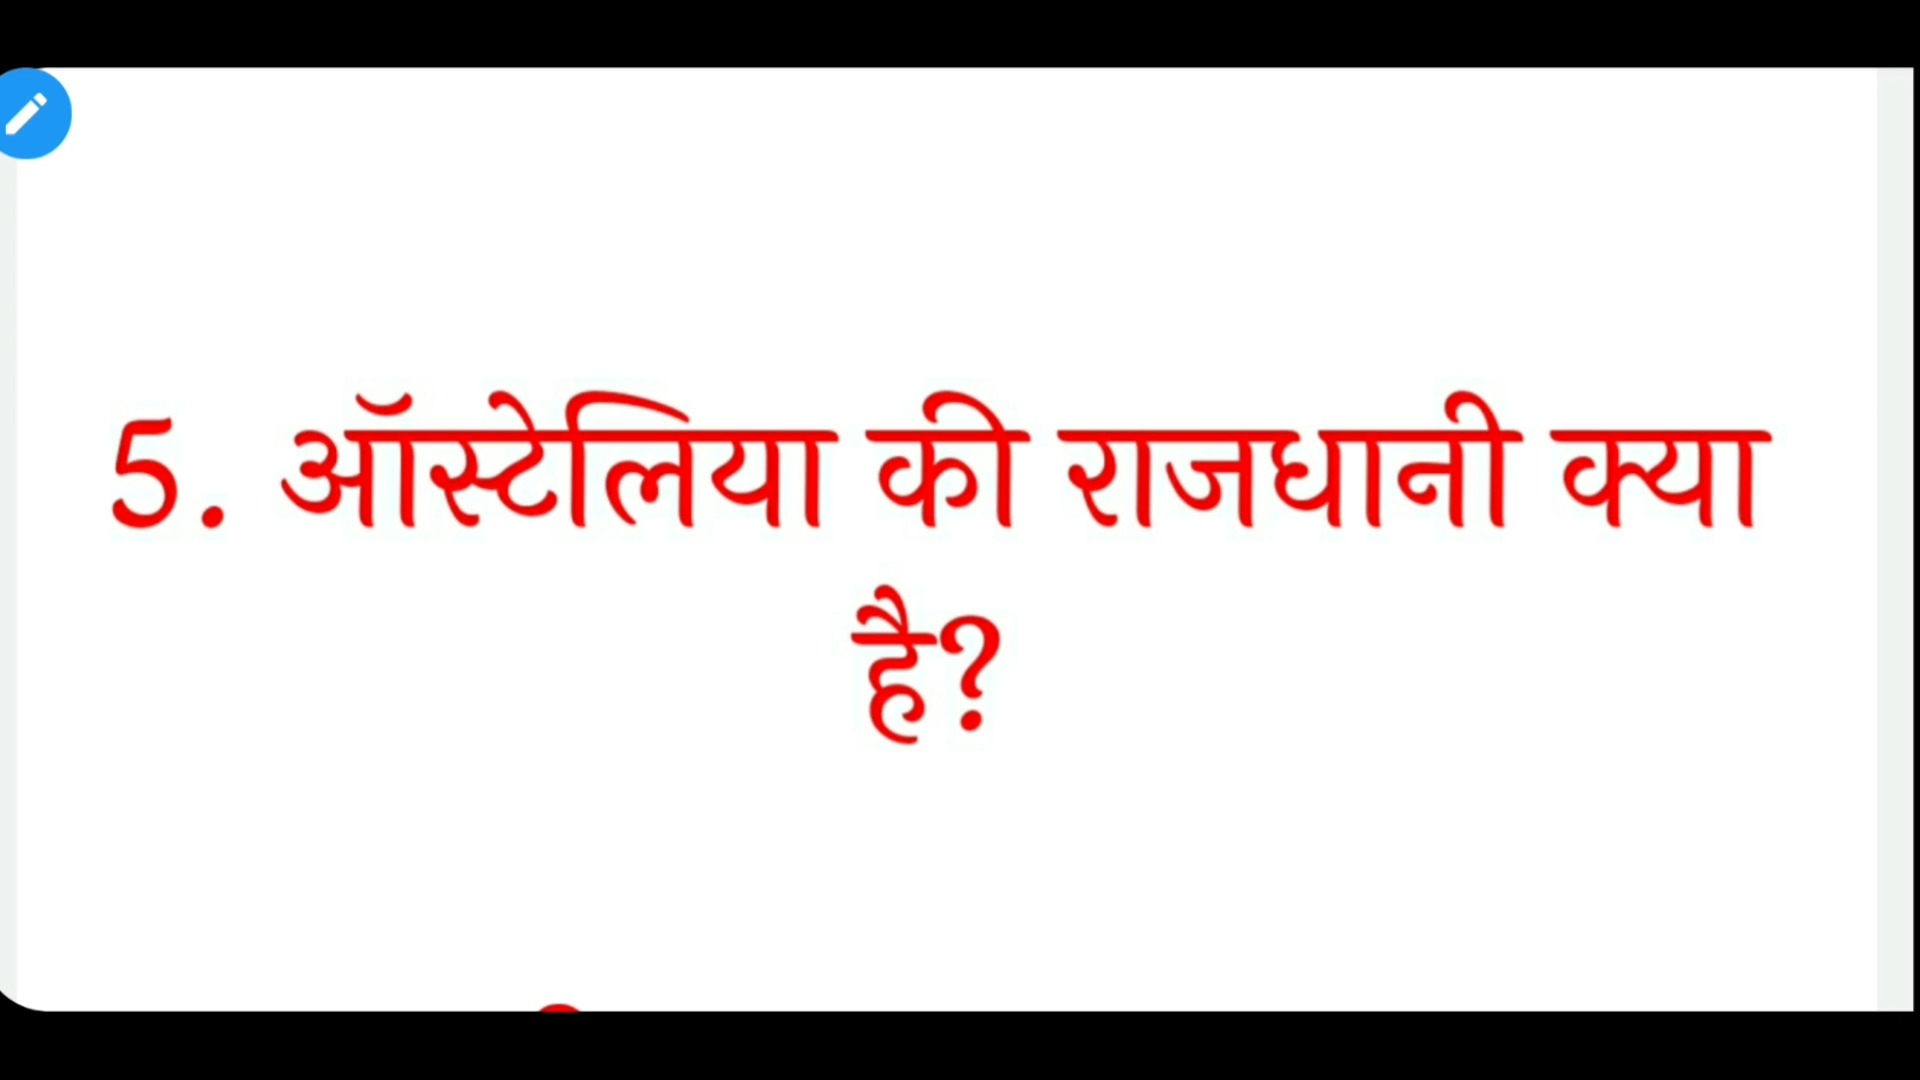 5. ऑस्टेलिया की राजधानी क्या
है?